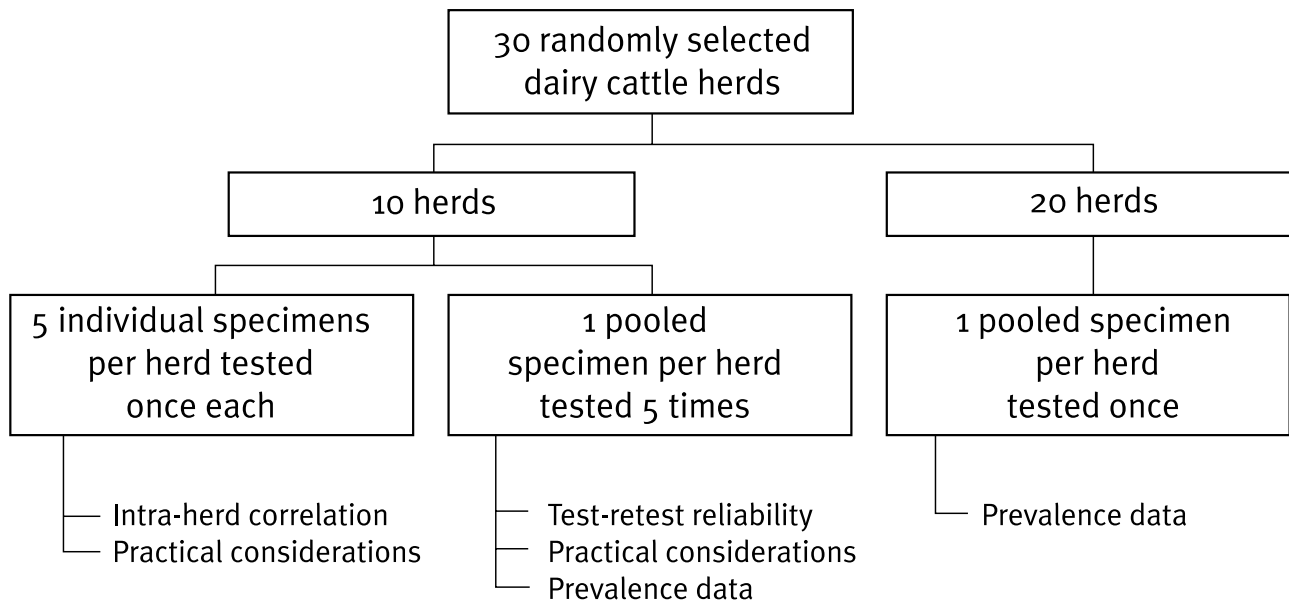 30 randomly selected
dairy cattle herds
10 herds
20 herds
5 individual specimens
per herd tested
once each
1 pooled
specimen per herd
tested 5 times
1 pooled specimen
per herd
tested once
Intra-herd correlation
Practical considerations
Test-retest reliability
Practical considerations
Prevalence data
Prevalence data